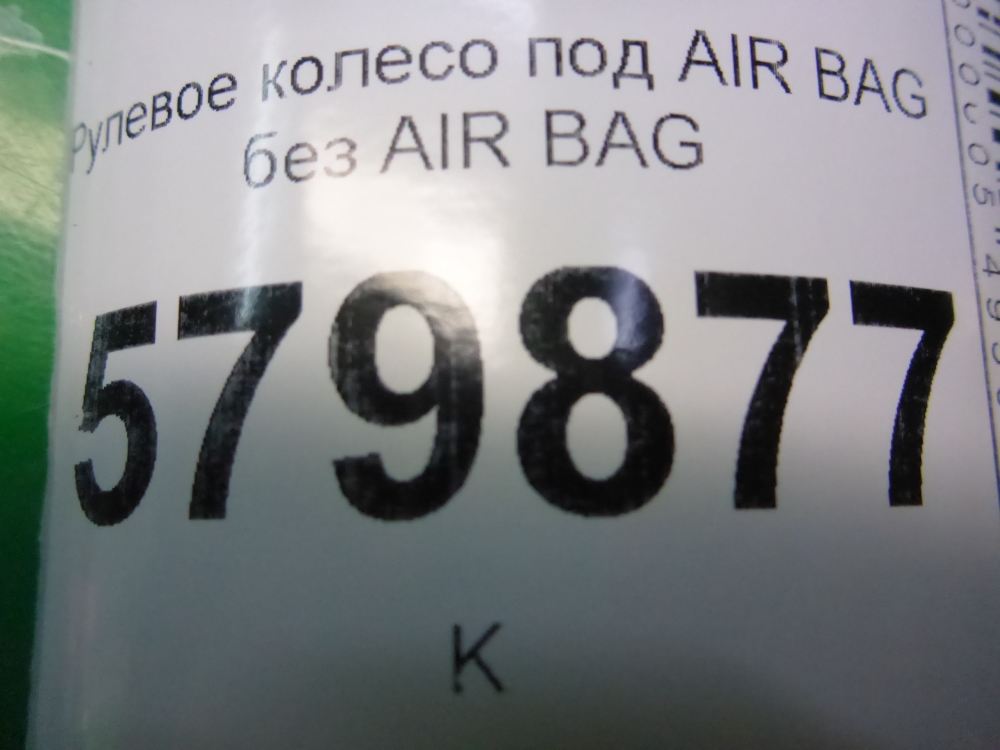 Рулевое колесо под AIR BAG
без AIR BAG
579877
K